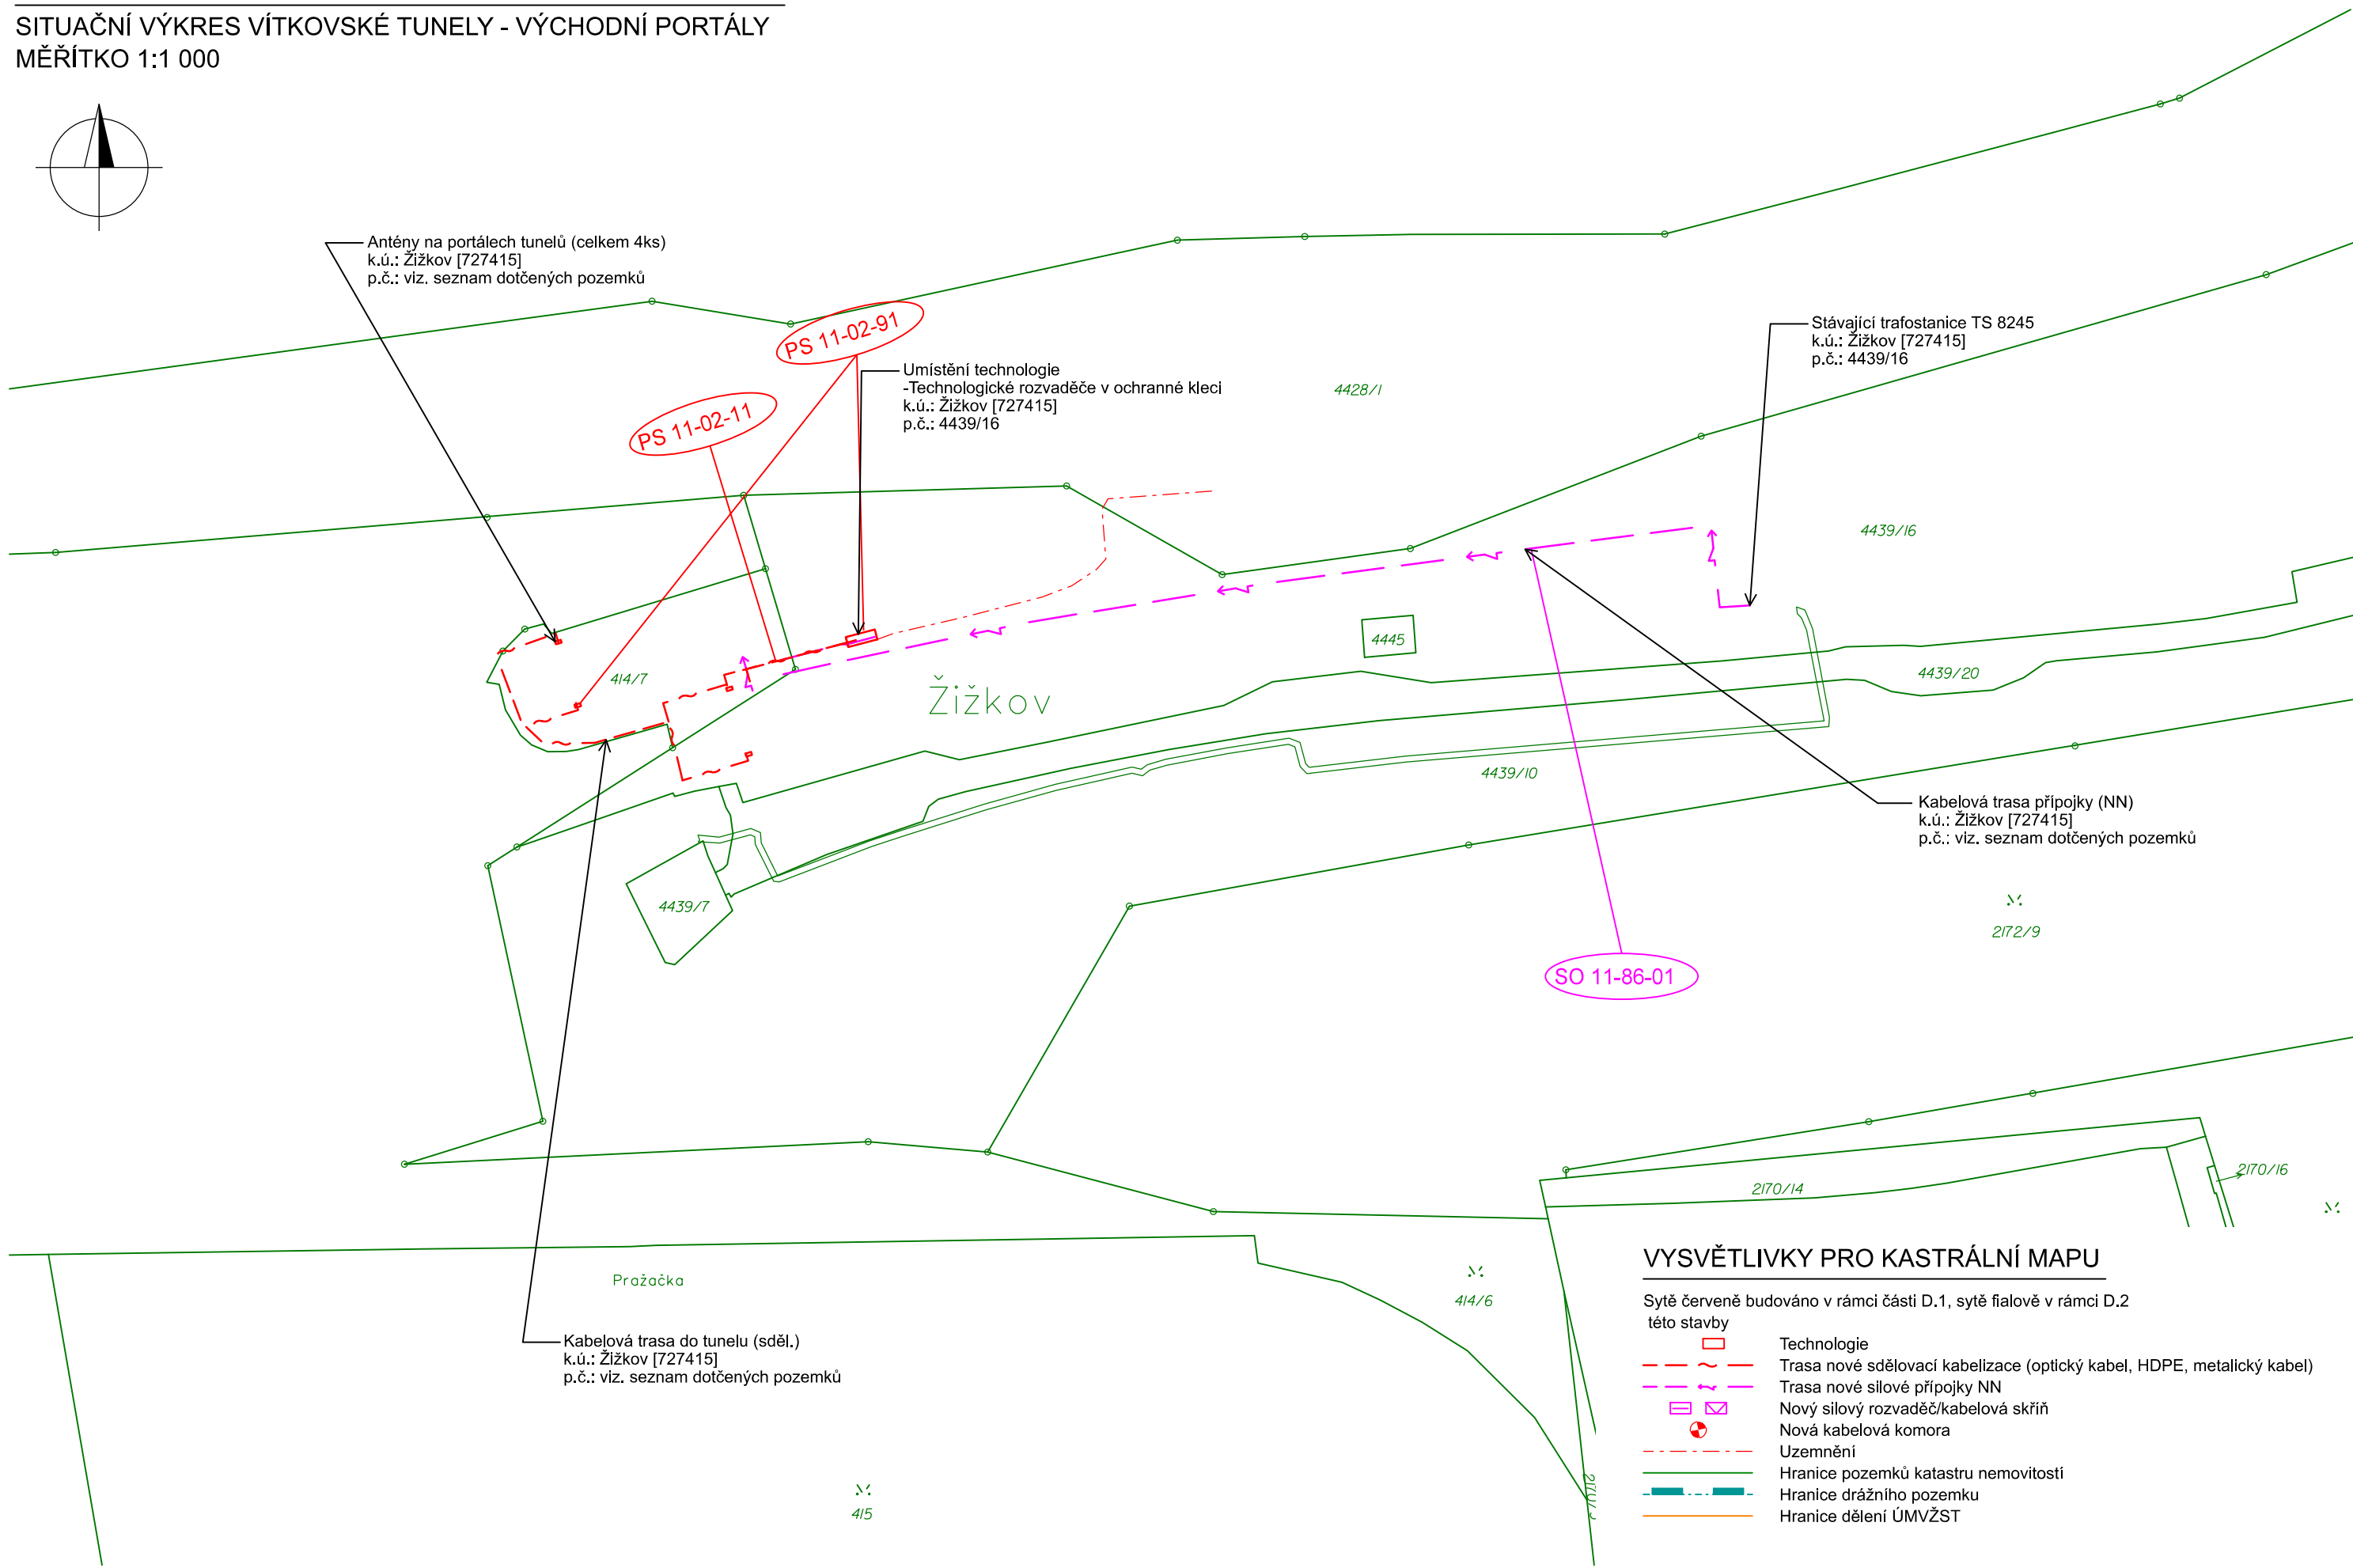 SITUAČNÍ VÝKRES VÍTKOVSKÉ TUNELY - VÝCHODNÍ PORTÁLY
MĚŘÍTKO 1:1 000
Antény na portálech tunelů (celkem 4ks)
k.ú.: Žižkov [727415]
p.č.: viz. seznam dotčených pozemků
PS 11-02-91
Stávající trafostanice TS 8245
k.ú.: Žižkov [727415]
p.č.: 4439/16
Umístění technologie
-Technologické rozvaděče v ochranné kleci
k.ú.: Žižkov [727415]
p.č.: 4439/16
4428/1
PS 11-02-11
4439/16
4445
414/7
4439/20
Žižkov
4439/10
Kabelová trasa přípojky (NN)
k.ú.: Žižkov [727415]
p.č.: viz. seznam dotčených pozemků
4439/7
2172/9
SO 11-86-01
2170/16
2170/14
Pražačka
414/6
Kabelová trasa do tunelu (sděl.)
k.ú.: Žižkov [727415]
p.č.: viz. seznam dotčených pozemků
415
VYSVĚTLIVKY PRO KASTRÁLNÍ MAPU
Sytě červeně budováno v rámci části D.1, sytě fialově v rámci D.2
této stavby
Technologie
Trasa nové sdělovací kabelizace (optický kabel, HDPE, metalický kabel)
Trasa nové silové přípojky NN
Nový silový rozvaděč/kabelová skříň
Nová kabelová komora
Uzemnění
Hranice pozemků katastru nemovitostí
Hranice drážního pozemku
Hranice dělení ÚMVŽST